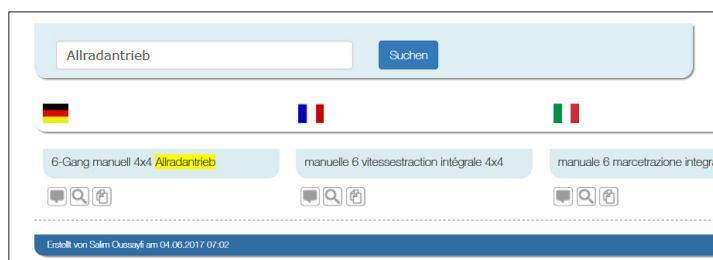 Allradantrieb
Suchen
6-Gang manuell 4x4 Allradantrieb
manuelle 6 vitessestraction intégrale 4x4
manuale 6 marcetrazione integra
Erstellt von Salim Oussayfi am 04.06.2017 07:02